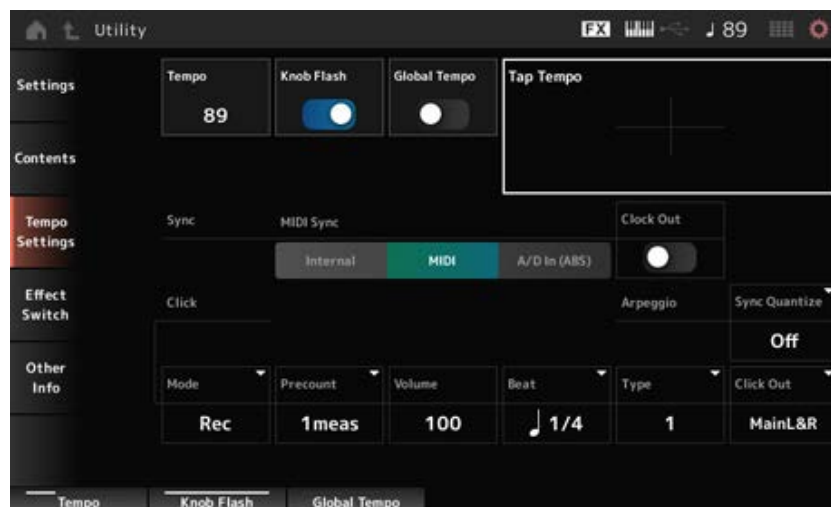 Utility
FX
♩ 89
Settings
Tempo
89
Knob Flash
Global Tempo
Tap Tempo
Contents
Tempo
Settings
Sync
MIDI Sync
Internal
MIDI
A/D In (ABS)
Clock Out
Effect
Switch
Click
Arpeggio
Sync Quantize
Off
Other
Info
Mode
Rec
Precount
1meas
Volume
100
Beat
♩ 1/4
Type
1
Click Out
MainL&R
Tempo
Knob Flash
Global Tempo